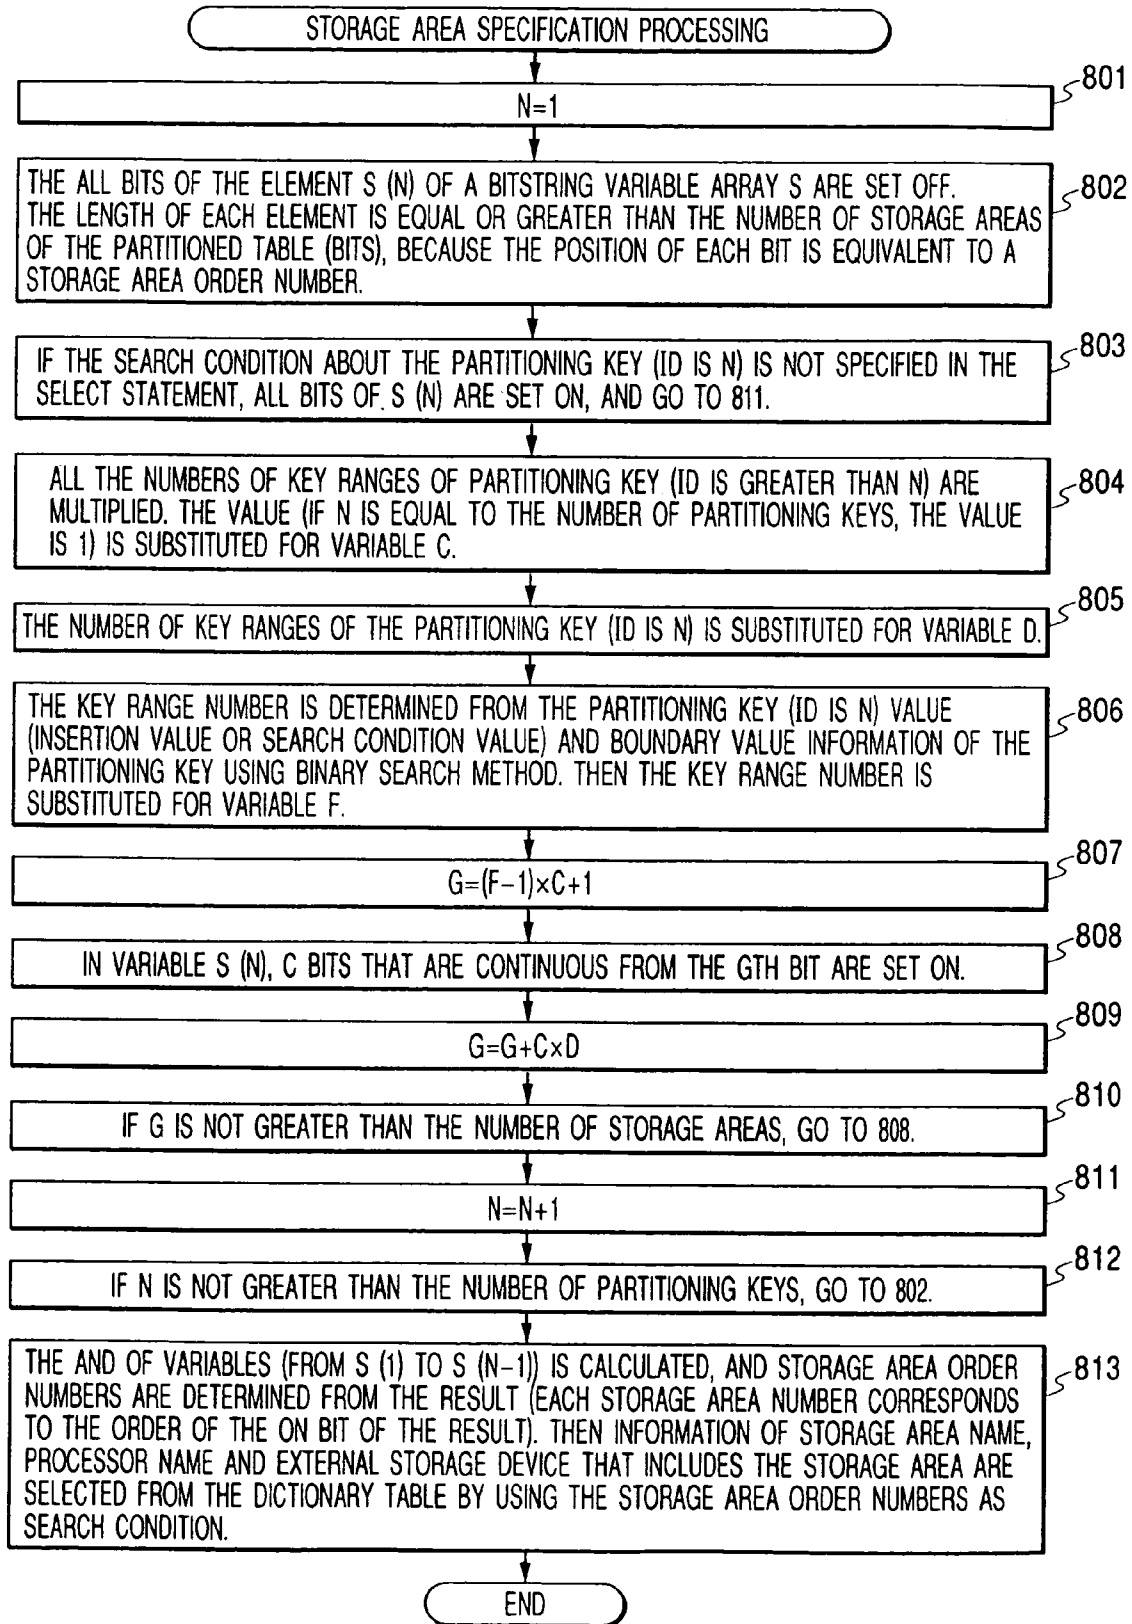 STORAGE AREA SPECIFICATION PROCESSING
801
N=1
802
THE ALL BITS OF THE ELEMENT S (N) OF A BITSTRING VARIABLE ARRAY S ARE SET OFF.
THE LENGTH OF EACH ELEMENT IS EQUAL OR GREATER THAN THE NUMBER OF STORAGE AREAS
OF THE PARTITIONED TABLE (BITS), BECAUSE THE POSITION OF EACH BIT IS EQUIVALENT TO A
STORAGE AREA ORDER NUMBER.
803
IF THE SEARCH CONDITION ABOUT THE PARTITIONING KEY (ID IS N) IS NOT SPECIFIED IN THE
SELECT STATEMENT, ALL BITS OF. S (N) ARE SET ON, AND GO TO 811.
804
ALL THE NUMBERS OF KEY RANGES OF PARTITIONING KEY (ID IS GREATER THAN N) ARE
MULTIPLIED. THE VALUE (IF N IS EQUAL TO THE NUMBER OF PARTITIONING KEYS, THE VALUE
IS 1) IS SUBSTITUTED FOR VARIABLE C.
805
THE NUMBER OF KEY RANGES OF THE PARTITIONING KEY (ID IS N) IS SUBSTITUTED FOR VARIABLE D.
806
THE KEY RANGE NUMBER IS DETERMINED FROM THE PARTITIONING KEY (ID IS N) VALUE
(INSERTION VALUE OR SEARCH CONDITION VALUE) AND BOUNDARY VALUE INFORMATION OF THE
PARTITIONING KEY USING BINARY SEARCH METHOD. THEN THE KEY RANGE NUMBER IS
SUBSTITUTED FOR VARIABLE F.
807
G=(F-1)×C+1
808
IN VARIABLE S (N), C BITS THAT ARE CONTINUOUS FROM THE GTH BIT ARE SET ON.
809
G=G+C×D
810
IF G IS NOT GREATER THAN THE NUMBER OF STORAGE AREAS, GO TO 808.
811
N=N+1
812
IF N IS NOT GREATER THAN THE NUMBER OF PARTITIONING KEYS, GO TO 802.
813
THE AND OF VARIABLES (FROM S (1) TO S (N-1)) IS CALCULATED, AND STORAGE AREA ORDER
NUMBERS ARE DETERMINED FROM THE RESULT (EACH STORAGE AREA NUMBER CORRESPONDS
TO THE ORDER OF THE ON BIT OF THE RESULT). THEN INFORMATION OF STORAGE AREA NAME,
PROCESSOR NAME AND EXTERNAL STORAGE DEVICE THAT INCLUDES THE STORAGE AREA ARE
SELECTED FROM THE DICTIONARY TABLE BY USING THE STORAGE AREA ORDER NUMBERS AS
SEARCH CONDITION.
END